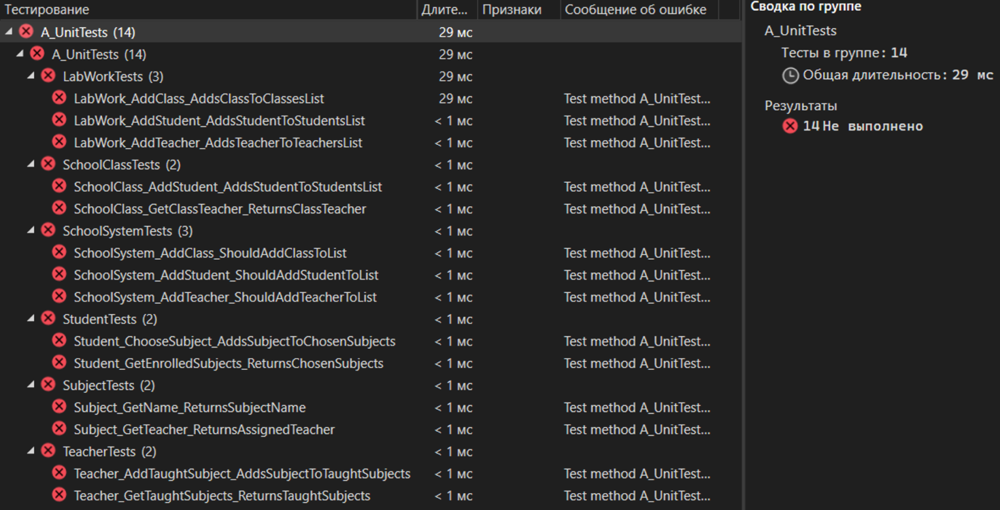 Тестирование Длите... Признаки Сообщение об ошибке
A_UnitTests (14) 29 мс
A_UnitTests (14) 29 мс
LabWorkTests (3) 29 мс
LabWork_AddClass_AddsClassToClassesList 29 мс Test method A_UnitTest...
LabWork_AddStudent_AddsStudentToStudentsList < 1 мс Test method A_UnitTest...
LabWork_AddTeacher_AddsTeacherToTeachersList < 1 мс Test method A_UnitTest...
SchoolClassTests (2) < 1 мс
SchoolClass_AddStudent_AddsStudentToStudentsList < 1 мс Test method A_UnitTest...
SchoolClass_GetClassTeacher_ReturnsClassTeacher < 1 мс Test method A_UnitTest...
SchoolSystemTests (3) < 1 мс
SchoolSystem_AddClass_ShouldAddClassToList < 1 мс Test method A_UnitTest...
SchoolSystem_AddStudent_ShouldAddStudentToList < 1 мс Test method A_UnitTest...
SchoolSystem_AddTeacher_ShouldAddTeacherToList < 1 мс Test method A_UnitTest...
StudentTests (2) < 1 мс
Student_ChooseSubject_AddsSubjectToChosenSubjects < 1 мс Test method A_UnitTest...
Student_GetEnrolledSubjects_ReturnsChosenSubjects < 1 мс Test method A_UnitTest...
SubjectTests (2) < 1 мс
Subject_GetName_ReturnsSubjectName < 1 мс Test method A_UnitTest...
Subject_GetTeacher_ReturnsAssignedTeacher < 1 мс Test method A_UnitTest...
TeacherTests (2) < 1 мс
Teacher_AddTaughtSubject_AddsSubjectToTaughtSubjects < 1 мс Test method A_UnitTest...
Teacher_GetTaughtSubjects_ReturnsTaughtSubjects < 1 мс Test method A_UnitTest...
Сводка по группе
A_UnitTests
Тесты в группе: 14
Общая длительность: 29 мс
Результаты
14 Не выполнено